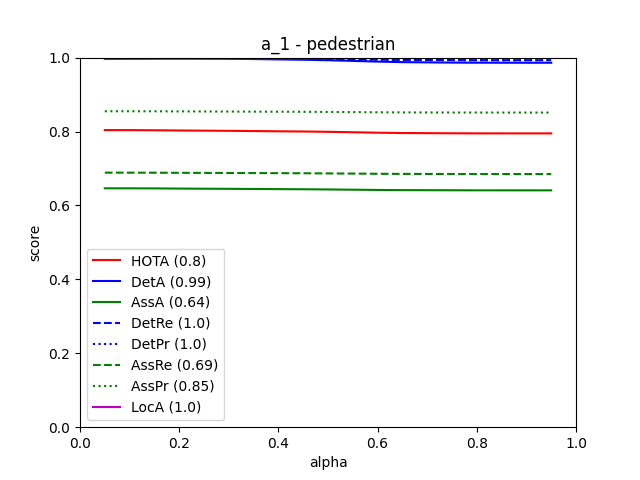 a_1 - pedestrian
1.0
0.8
0.6
0.4
0.2
0.0
score
HOTA (0.8)
DetA (0.99)
AssA (0.64)
DetRe (1.0)
DetPr (1.0)
AssRe (0.69)
AssPr (0.85)
LocA (1.0)
0.0 0.2 0.4 0.6 0.8 1.0
alpha